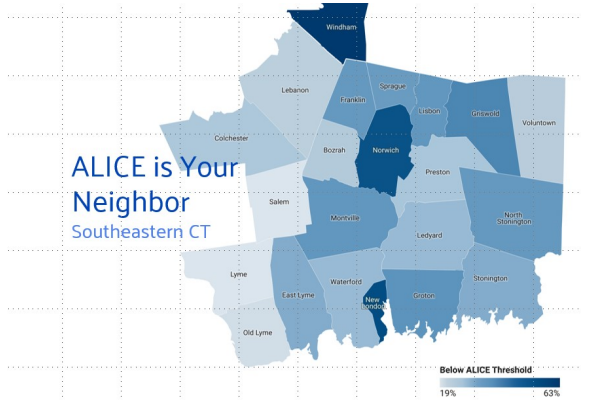 Windham
Lebanon
Sprague
Franklin
Lisbon
Griswold
Voluntown
Colchester
Bozrah
Norwich
ALICE is Your
Neighbor
Southeastern CT
Preston
Salem
Montville
North
Stonington
Ledyard
Lyme
Waterford
Stonington
East Lyme
Groton
New
London
Old Lyme
Below ALICE Threshold
19%
63%